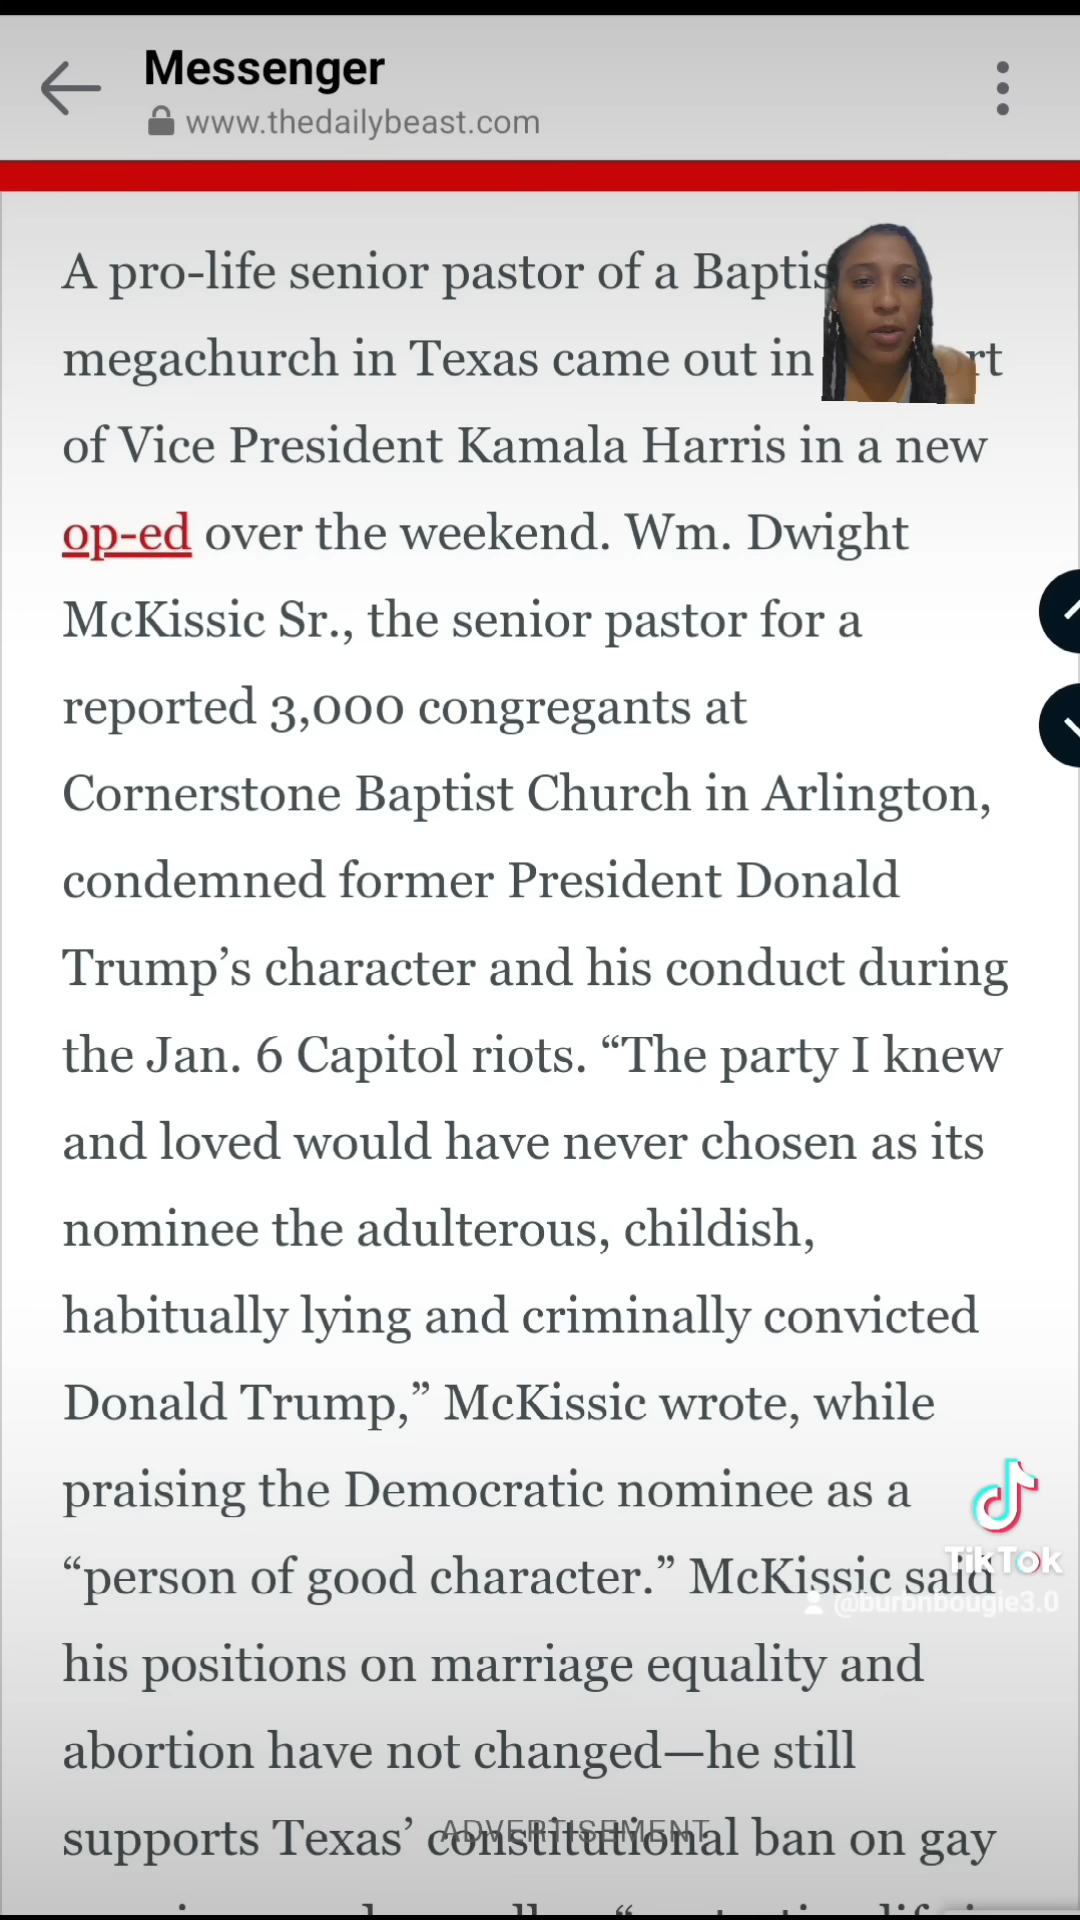 Messenger
www.thedailybeast.com
A pro-life senior pastor of a Baptis
megachurch in Texas came out in rt
of Vice President Kamala Harris in a new
op-ed over the weekend. Wm. Dwight
McKissic Sr., the senior pastor for a
reported 3,000 congregants at
Cornerstone Baptist Church in Arlington,
condemned former President Donald
Trump’s character and his conduct during
the Jan. 6 Capitol riots. “The party I knew
and loved would have never chosen as its
nominee the adulterous, childish,
habitually lying and criminally convicted
Donald Trump,” McKissic wrote, while
praising the Democratic nominee as a
“person of good character.” McKissic said
TikTok
@burbnbougie3.0
his positions on marriage equality and
abortion have not changed—he still
supports Texas’ constitutional ban on gay
ADVERTISEMENT